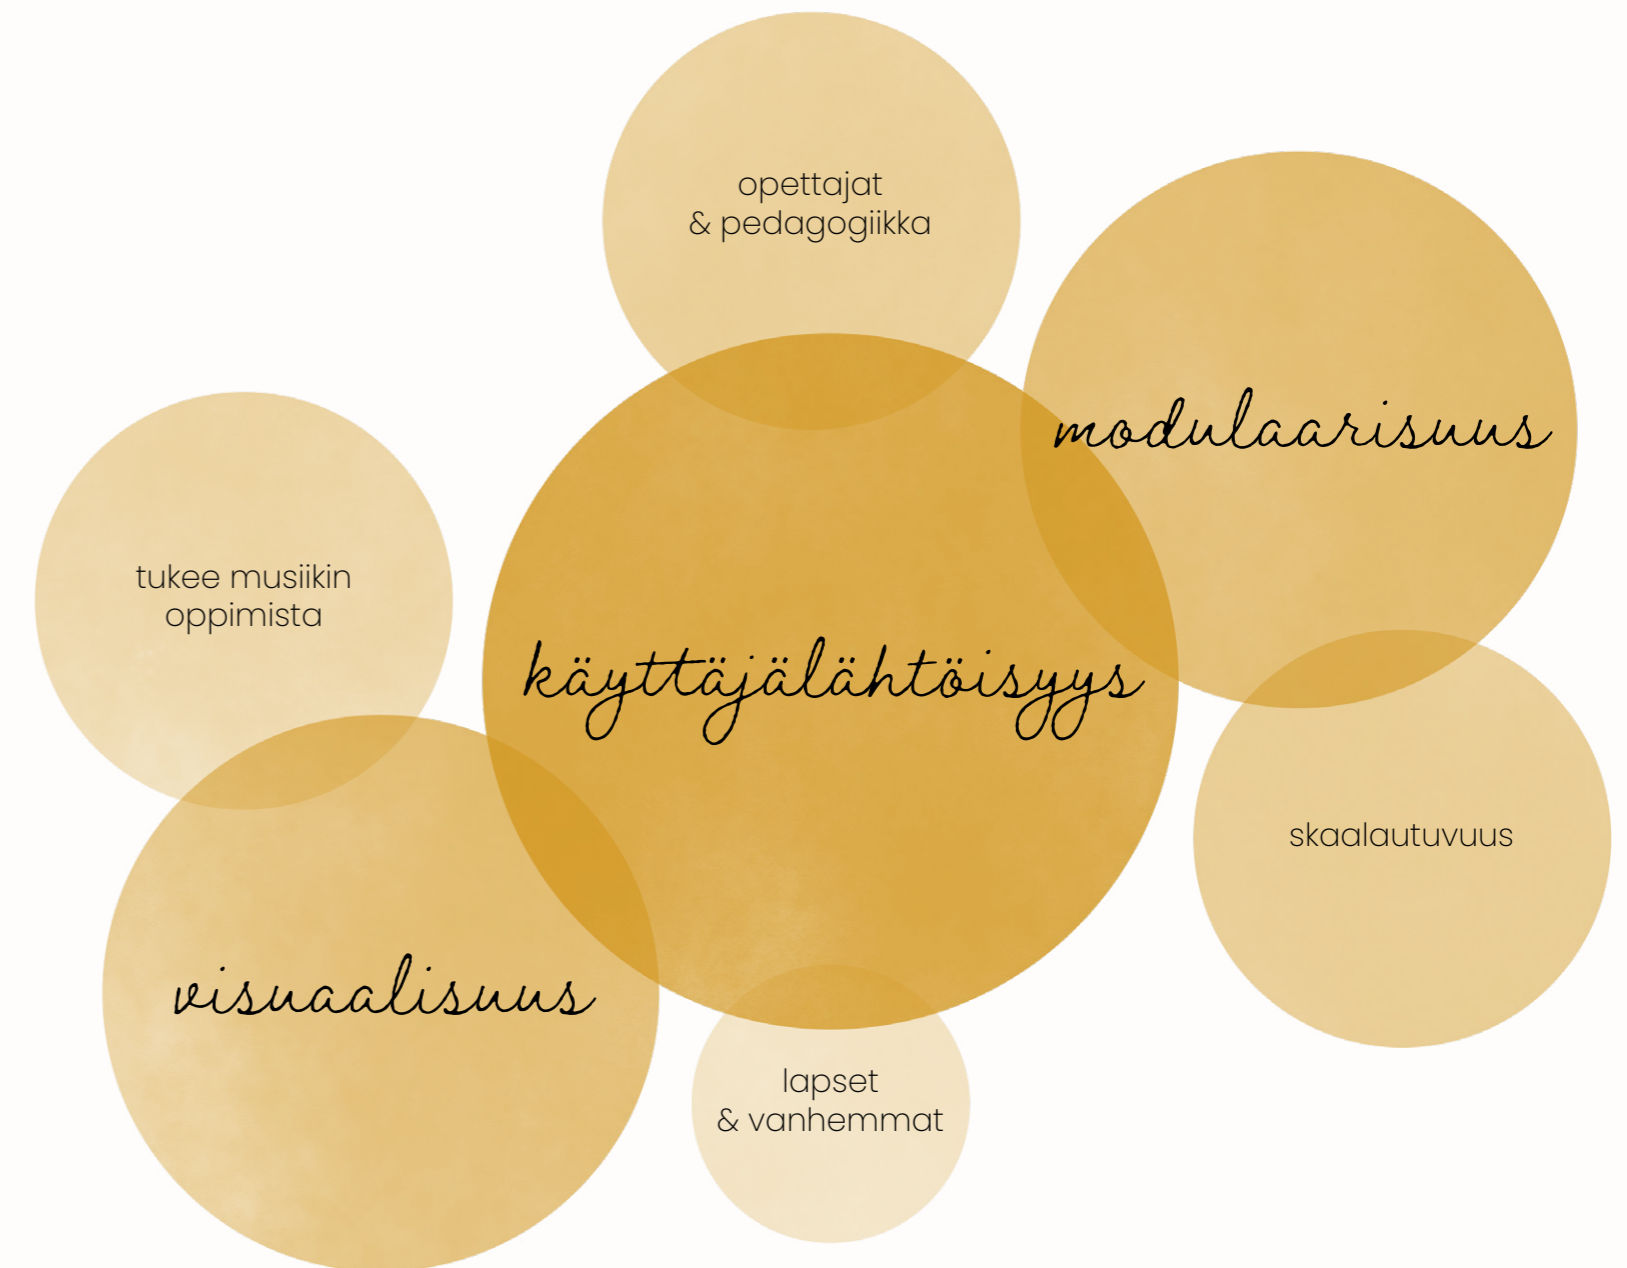 opettajat
& pedagogiikka
modulaarisuus
tukee musiikin
oppimista
käyttäjälähtöisyys
skaalautuvuus
visuaalisuus
lapset
& vanhemmat